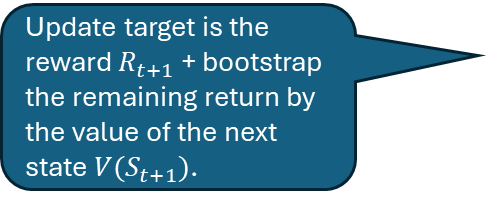 Update target is the
reward $R_{t+1}$ + bootstrap
the remaining return by
the value of the next
state $V(S_{t+1})$.